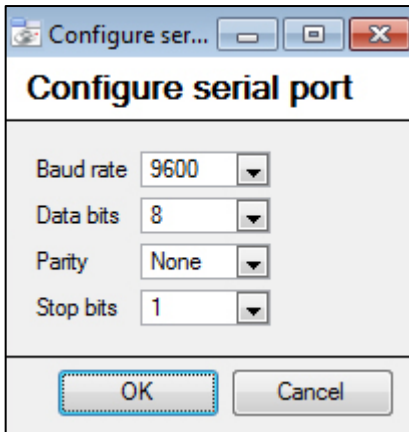 Configure ser...
Configure serial port
Baud rate 9600
Data bits 8
Parity None
Stop bits 1
OK Cancel